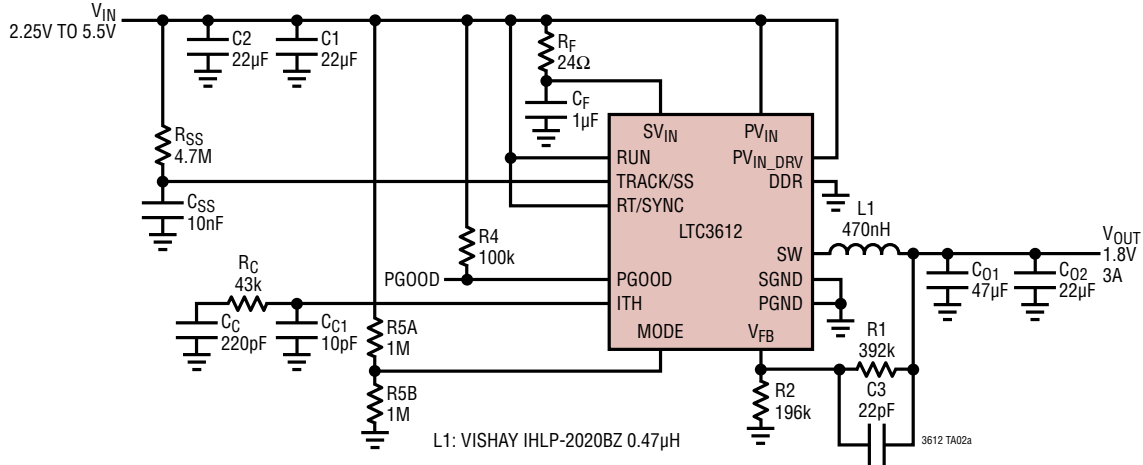 VIN
2.25V TO 5.5V
C2
22µF
C1
22µF
RF
24Ω
CF
1µF
RSS
4.7M
CSS
10nF
SVIN
PVIN
RUN
TRACK/SS
RT/SYNC
PVIN_DRV
DDR
LTC3612
L1
470nH
SW
VOUT
1.8V
3A
CO1
47µF
CO2
22µF
R4
100k
PGOOD
PGOOD
SGND
PGND
ITH
RC
43k
CC
220pF
CC1
10pF
R5A
1M
MODE
VFB
R1
392k
R5B
1M
R2
196k
C3
22pF
L1: VISHAY IHLP-2020BZ 0.47µH
3612 TA02a